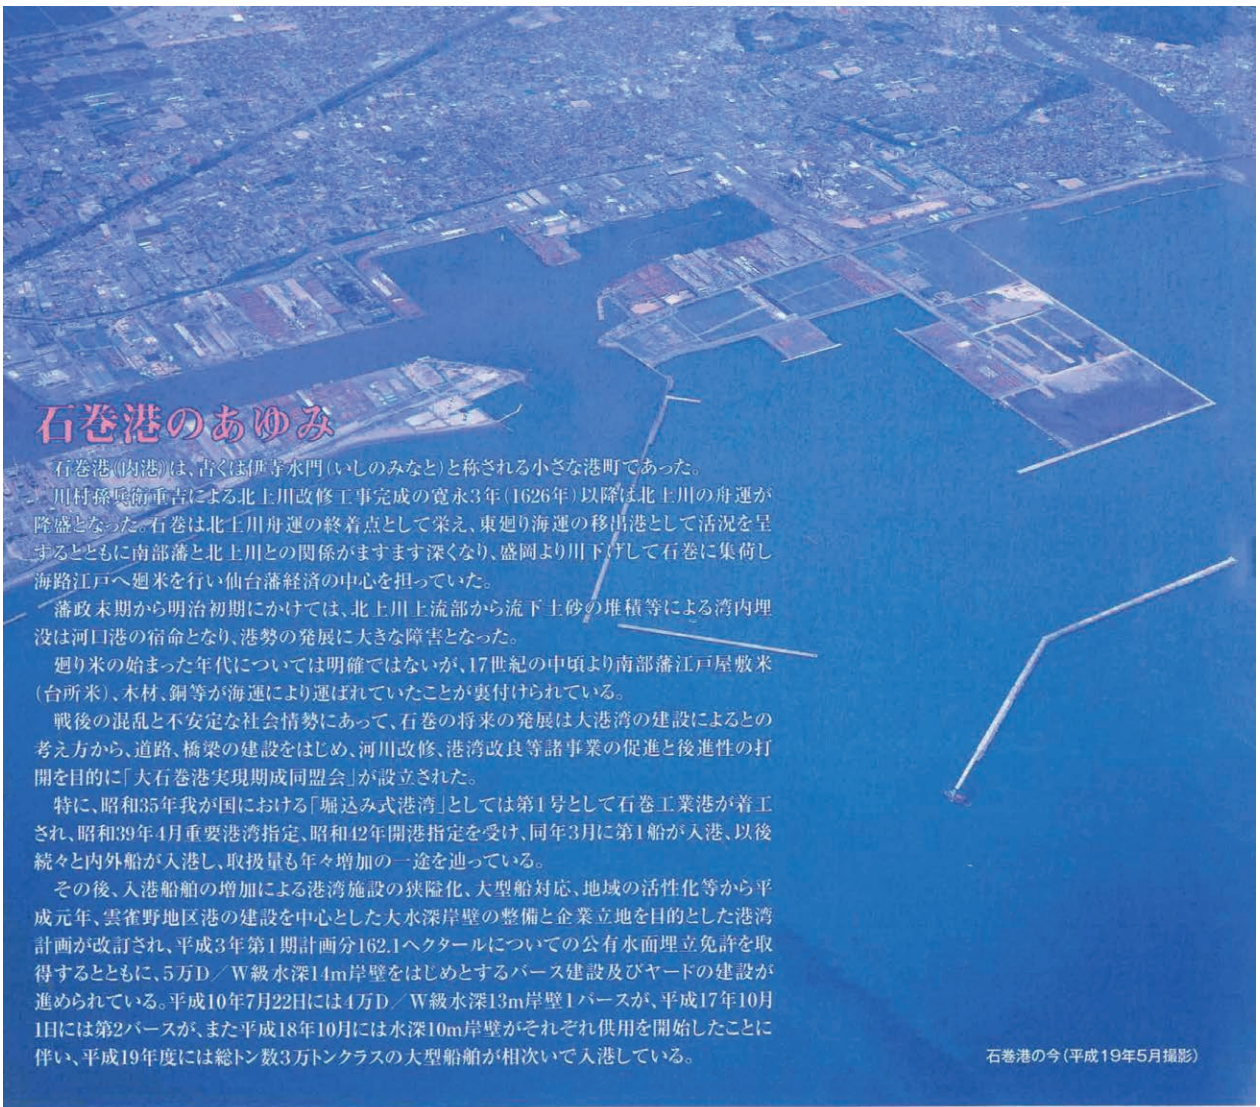 石巻港のあゆみ
石巻港(内港)は、古くは伊寺水門(いしのみなと)と称される小さな港町であった。
川村孫兵衛重吉による北上川改修工事完成の寛永3年(1626年)以降は北上川の舟運が
隆盛となった。石巻は北上川舟運の終着点として栄え、東廻り海運の移出港として活況を呈
するとともに南部藩と北上川との関係がますます深くなり、盛岡より川下げして石巻に集荷し
海路江戸へ廻米を行い仙台藩経済の中心を担っていた。
藩政末期から明治初期にかけては、北上川上流部から流下土砂の堆積等による湾内埋
没は河口港の宿命となり、港勢の発展に大きな障害となった。
廻り米の始まった年代については明確ではないが、17世紀の中頃より南部藩江戸屋敷米
(台所米)、木材、銅等が海運により運ばれていたことが裏付けられている。
戦後の混乱と不安定な社会情勢にあって、石巻の将来の発展は大港湾の建設によるとの
考え方から、道路、橋梁の建設をはじめ、河川改修、港湾改良等諸事業の促進と後進性の打
開を目的に「大石巻港実現期成同盟会」が設立された。
特に、昭和35年我が国における「堀込み式港湾」としては第1号として石巻工業港が着工
され、昭和39年4月重要港湾指定、昭和42年開港指定を受け、同年3月に第1船が入港、以後
続々と内外船が入港し、取扱量も年々増加の一途を辿っている。
その後、入港船舶の増加による港湾施設の狭隘化、大型船対応、地域の活性化等から平
成元年、雲雀野地区港の建設を中心とした大水深岸壁の整備と企業立地を目的とした港湾
計画が改訂され、平成3年第1期計画分162.1ヘクタールについての公有水面埋立免許を取
得するとともに、5万D/W級水深14m岸壁をはじめとするバース建設及びヤードの建設が
進められている。平成10年7月22日には4万D/W級水深13m岸壁1バースが、平成17年10月
1日には第2バースが、また平成18年10月には水深10m岸壁がそれぞれ供用を開始したことに
伴い、平成19年度には総トン数3万トンクラスの大型船舶が相次いで入港している。
石巻港の今(平成19年5月撮影)